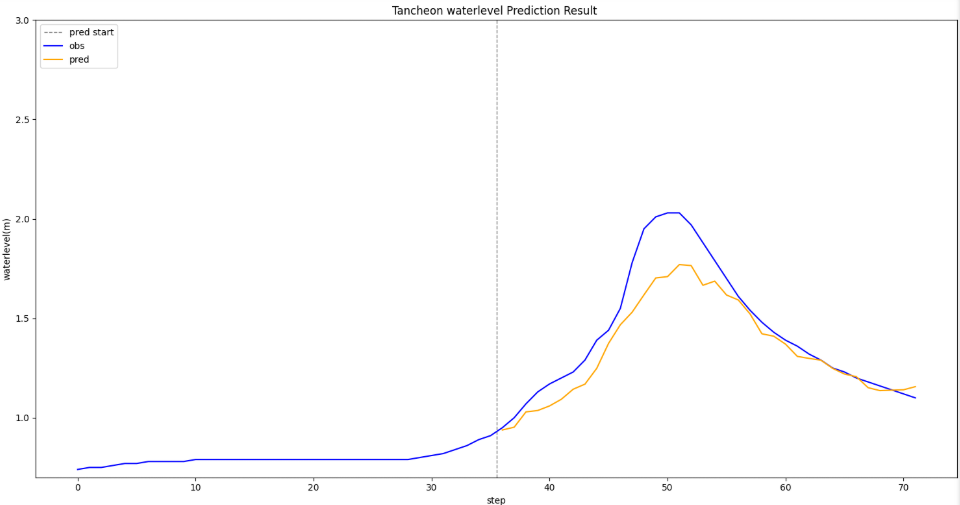 Tancheon waterlevel Prediction Result
3.0
pred start
obs
pred
2.5
2.0
waterlevel(m)
1.5
1.0
0 10 20 30 40 50 60 70
step